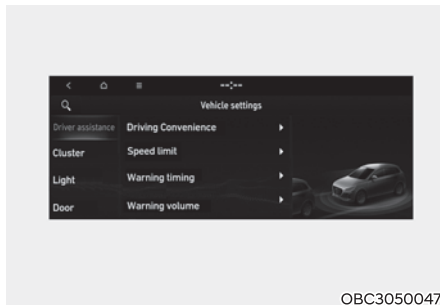 --:--
Vehicle settings
Driver assistance
Driving Convenience
Cluster
Speed limit
Light
Warning timing
Door
Warning volume
OBC3050047